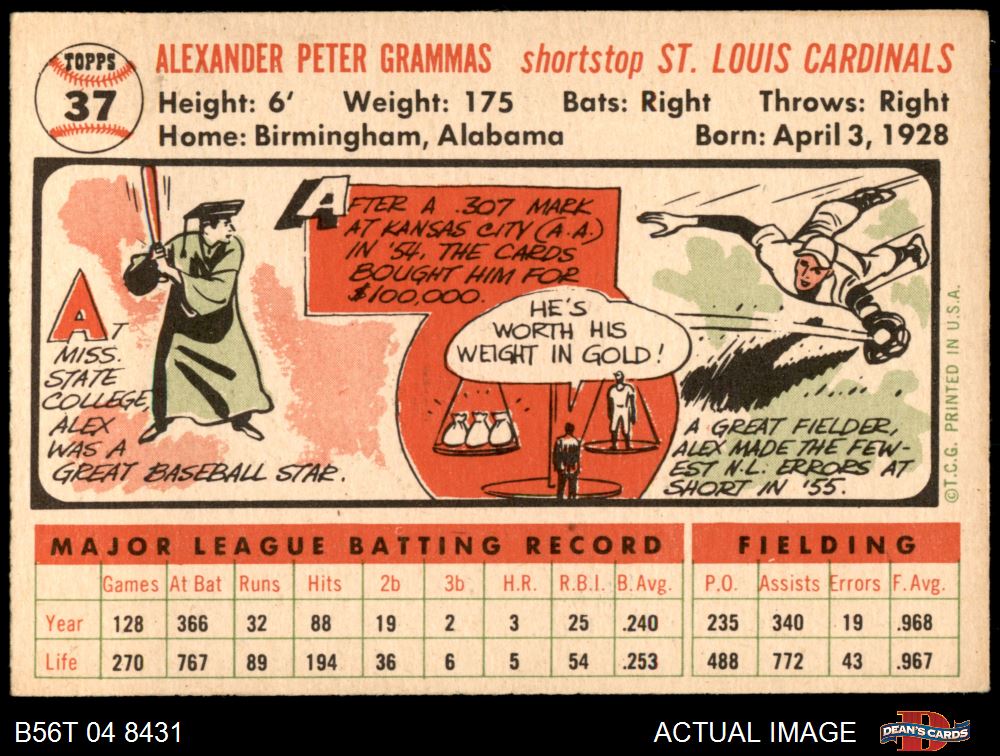 TOPPS
37
ALEXANDER PETER GRAMMAS shortstop ST. LOUIS CARDINALS
Height: 6' Weight: 175 Bats: Right Throws: Right
Home: Birmingham, Alabama Born: April 3, 1928
AT
MISS.
STATE
COLLEGE,
ALEX
WAS A
GREAT BASEBALL STAR.
AFTER A .307 MARK
AT KANSAS CITY (A.A.)
IN '54, THE CARDS
BOUGHT HIM FOR
$100,000.
HE'S
WORTH HIS
WEIGHT IN GOLD!
A GREAT FIELDER,
ALEX MADE THE FEW-
EST N.L. ERRORS AT
SHORT IN '55.
©T.C.G. PRINTED IN U.S.A.
MAJOR LEAGUE BATTING RECORD FIELDING
Games At Bat Runs Hits 2b 3b H.R. R.B.I. B. Avg. P.O. Assists Errors F. Avg.
Year 128 366 32 88 19 2 3 25 .240 235 340 19 .968
Life 270 767 89 194 36 6 5 54 .253 488 772 43 .967
B56T 04 8431 ACTUAL IMAGE D DEAN'S CARDS